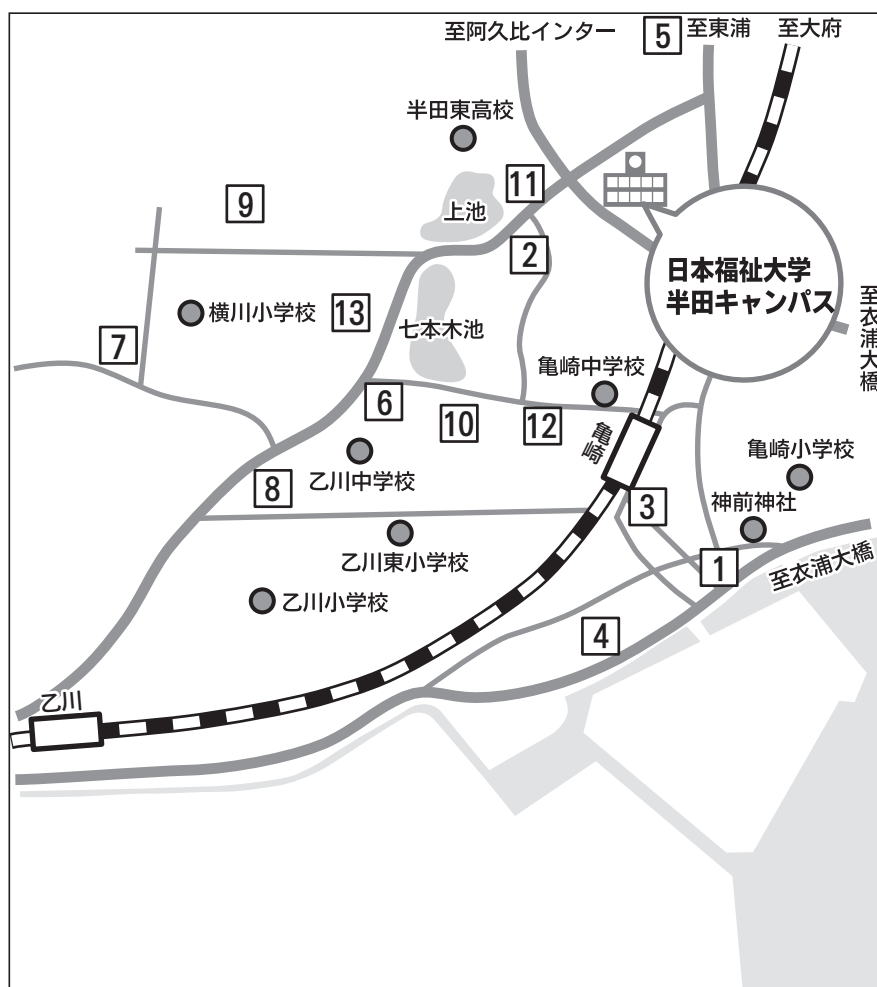 至阿久比インター
5
至東浦
至大府
半田東高校
11
9
上池
2
日本福祉大学
半田キャンパス
至衣浦大橋
横川小学校
13
七本木池
7
亀崎中学校
6
10
12
亀崎
亀崎小学校
乙川中学校
8
3
神前神社
乙川東小学校
1
至衣浦大橋
乙川小学校
4
乙川